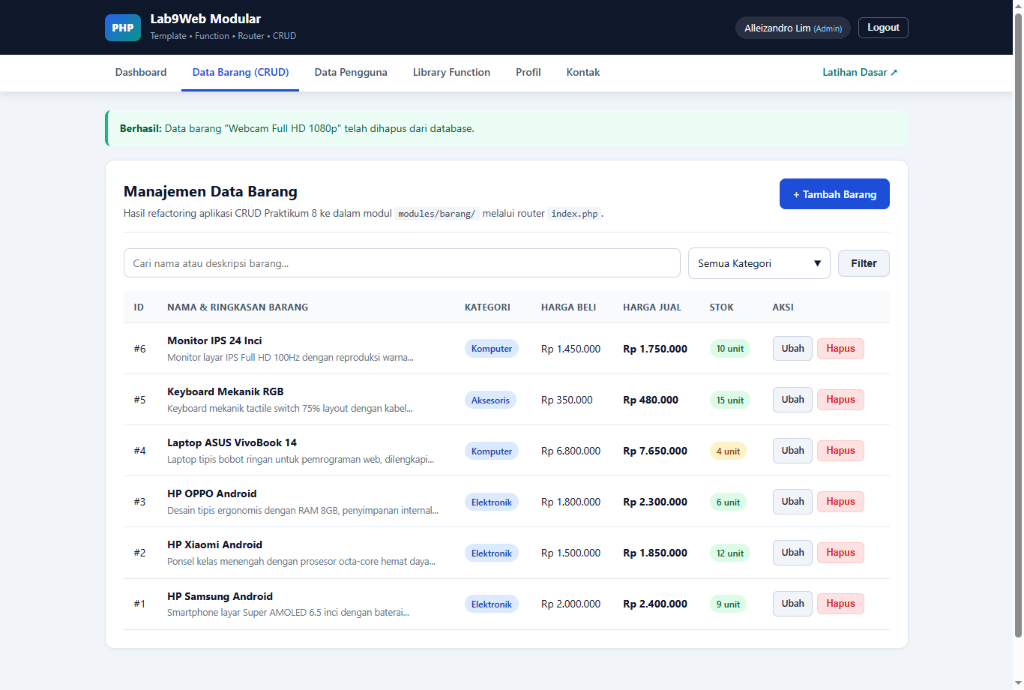 PHP
Lab9Web Modular
Template • Function • Router • CRUD
Alleizandro Lim (Admin)
Logout
Dashboard
Data Barang (CRUD)
Data Pengguna
Library Function
Profil
Kontak
Latihan Dasar ↗
Berhasil: Data barang "Webcam Full HD 1080p" telah dihapus dari database.
Manajemen Data Barang
+ Tambah Barang
Hasil refactoring aplikasi CRUD Praktikum 8 ke dalam modul modules/barang/ melalui router index.php .
Cari nama atau deskripsi barang...
Semua Kategori
Filter
ID NAMA & RINGKASAN BARANG KATEGORI HARGA BELI HARGA JUAL STOK AKSI
#6 Monitor IPS 24 Inci Komputer Rp 1.450.000 Rp 1.750.000 10 unit Ubah Hapus
Monitor layar IPS Full HD 100Hz dengan reproduksi warna...
#5 Keyboard Mekanik RGB Aksesoris Rp 350.000 Rp 480.000 15 unit Ubah Hapus
Keyboard mekanik tactile switch 75% layout dengan kabel...
#4 Laptop ASUS VivoBook 14 Komputer Rp 6.800.000 Rp 7.650.000 4 unit Ubah Hapus
Laptop tipis bobot ringan untuk pemrograman web, dilengkapi...
#3 HP OPPO Android Elektronik Rp 1.800.000 Rp 2.300.000 6 unit Ubah Hapus
Desain tipis ergonomis dengan RAM 8GB, penyimpanan internal...
#2 HP Xiaomi Android Elektronik Rp 1.500.000 Rp 1.850.000 12 unit Ubah Hapus
Ponsel kelas menengah dengan prosesor octa-core hemat daya...
#1 HP Samsung Android Elektronik Rp 2.000.000 Rp 2.400.000 9 unit Ubah Hapus
Smartphone layar Super AMOLED 6.5 inci dengan baterai...